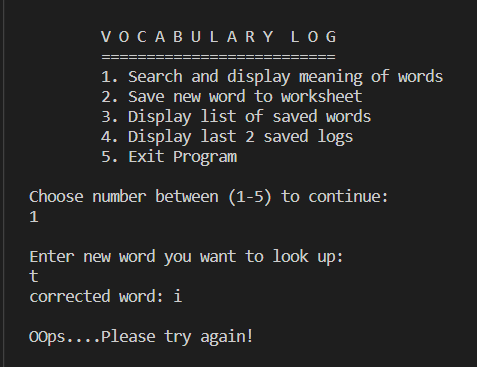 V O C A B U L A R Y  L O G
==========================
1. Search and display meaning of words
2. Save new word to worksheet
3. Display list of saved words
4. Display last 2 saved logs
5. Exit Program
Choose number between (1-5) to continue:
1
Enter new word you want to look up:
t
corrected word: i
OOps....Please try again!